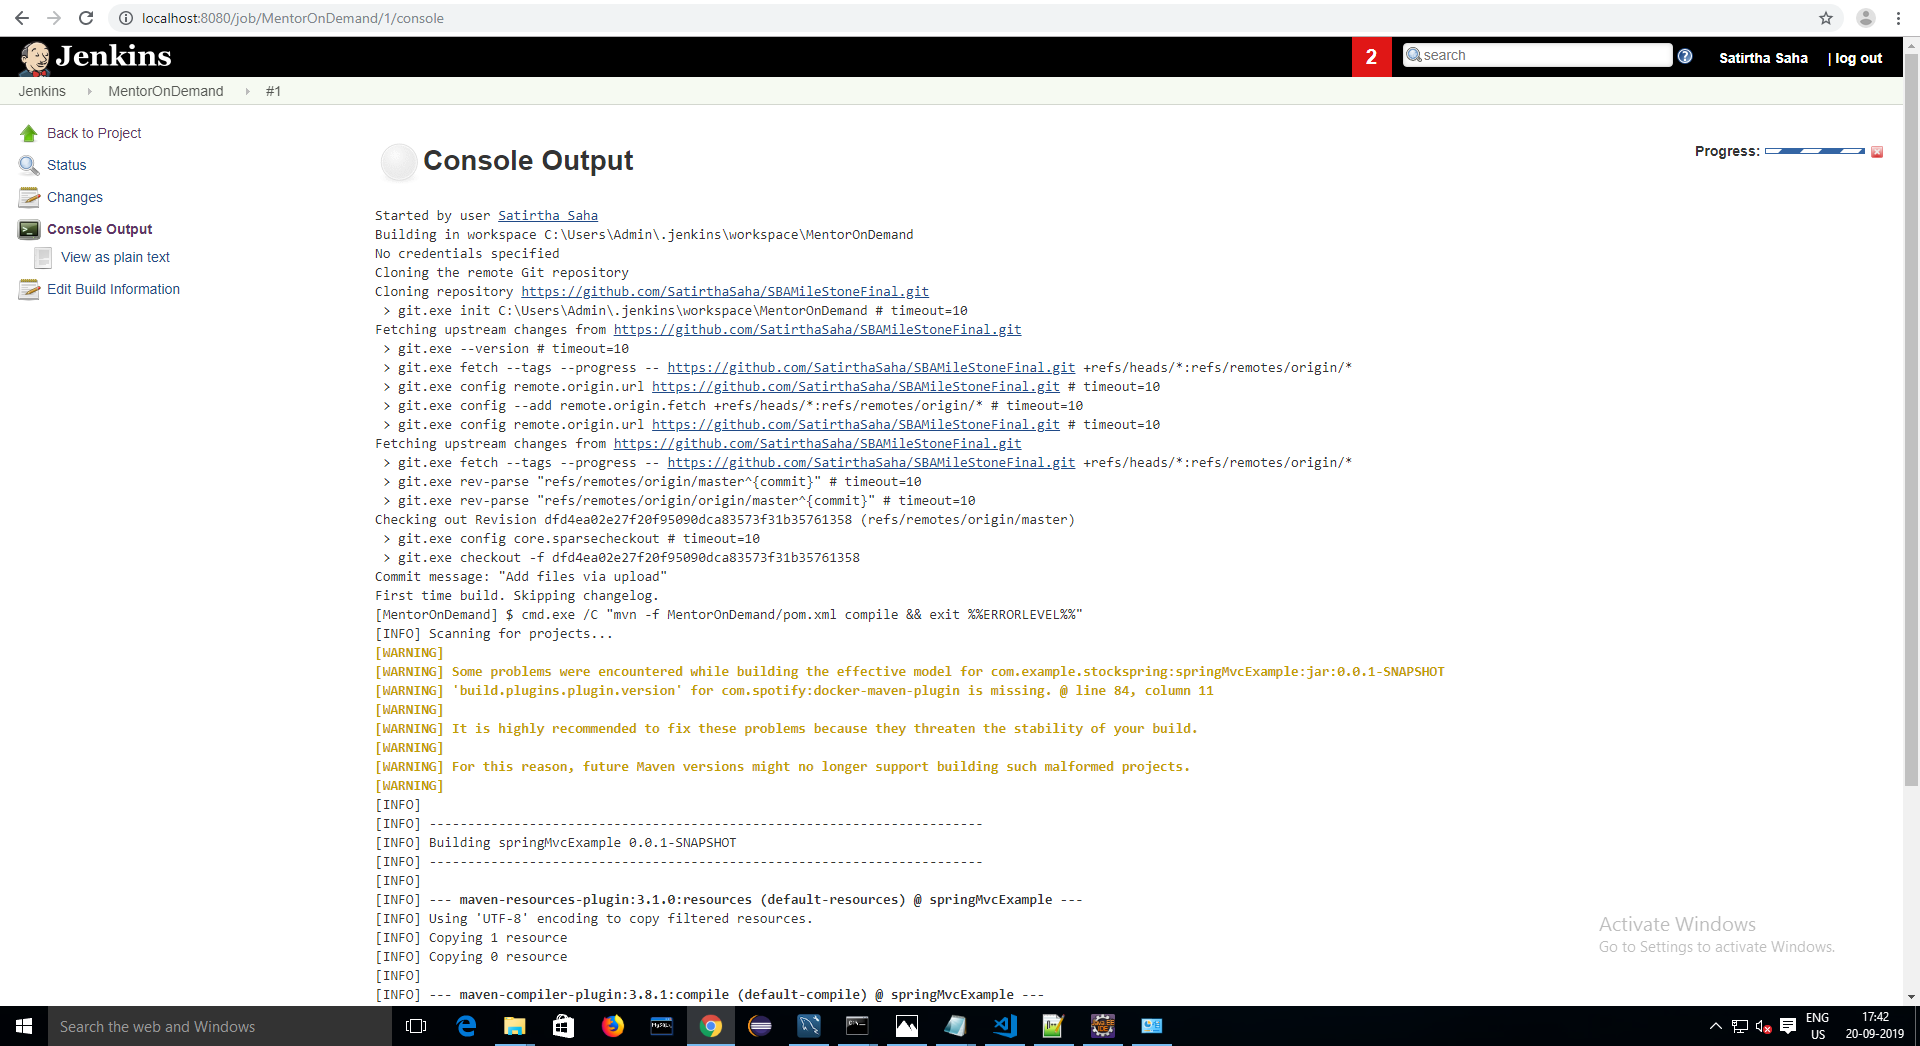 localhost:8080/job/MentorOnDemand/1/console
Jenkins
2
search
Satirtha Saha
| log out
Jenkins
MentorOnDemand
#1
Back to Project
Status
Changes
Console Output
View as plain text
Edit Build Information
Console Output
Progress:
Started by user Satirtha Saha
Building in workspace C:\Users\Admin\.jenkins\workspace\MentorOnDemand
No credentials specified
Cloning the remote Git repository
Cloning repository https://github.com/SatirthaSaha/SBAMileStoneFinal.git
> git.exe init C:\Users\Admin\.jenkins\workspace\MentorOnDemand # timeout=10
Fetching upstream changes from https://github.com/SatirthaSaha/SBAMileStoneFinal.git
> git.exe --version # timeout=10
> git.exe fetch --tags --progress -- https://github.com/SatirthaSaha/SBAMileStoneFinal.git +refs/heads/*:refs/remotes/origin/*
> git.exe config remote.origin.url https://github.com/SatirthaSaha/SBAMileStoneFinal.git # timeout=10
> git.exe config --add remote.origin.fetch +refs/heads/*:refs/remotes/origin/* # timeout=10
> git.exe config remote.origin.url https://github.com/SatirthaSaha/SBAMileStoneFinal.git # timeout=10
Fetching upstream changes from https://github.com/SatirthaSaha/SBAMileStoneFinal.git
> git.exe fetch --tags --progress -- https://github.com/SatirthaSaha/SBAMileStoneFinal.git +refs/heads/*:refs/remotes/origin/*
> git.exe rev-parse "refs/remotes/origin/master^{commit}" # timeout=10
> git.exe rev-parse "refs/remotes/origin/origin/master^{commit}" # timeout=10
Checking out Revision dfd4ea02e27f20f95090dca83573f31b35761358 (refs/remotes/origin/master)
> git.exe config core.sparsecheckout # timeout=10
> git.exe checkout -f dfd4ea02e27f20f95090dca83573f31b35761358
Commit message: "Add files via upload"
First time build. Skipping changelog.
[MentorOnDemand] $ cmd.exe /C "mvn -f MentorOnDemand/pom.xml compile && exit %%ERRORLEVEL%%"
[INFO] Scanning for projects...
[WARNING]
[WARNING] Some problems were encountered while building the effective model for com.example.stockspring:springMvcExample:jar:0.0.1-SNAPSHOT
[WARNING] 'build.plugins.plugin.version' for com.spotify:docker-maven-plugin is missing. @ line 84, column 11
[WARNING]
[WARNING] It is highly recommended to fix these problems because they threaten the stability of your build.
[WARNING]
[WARNING] For this reason, future Maven versions might no longer support building such malformed projects.
[WARNING]
[INFO]
[INFO] ------------------------------------------------------------------------
[INFO] Building springMvcExample 0.0.1-SNAPSHOT
[INFO] ------------------------------------------------------------------------
[INFO]
[INFO] --- maven-resources-plugin:3.1.0:resources (default-resources) @ springMvcExample ---
[INFO] Using 'UTF-8' encoding to copy filtered resources.
[INFO] Copying 1 resource
[INFO] Copying 0 resource
[INFO]
[INFO] --- maven-compiler-plugin:3.8.1:compile (default-compile) @ springMvcExample ---
Activate Windows
Go to Settings to activate Windows.
Search the web and Windows
ENG
US
17:42
20-09-2019